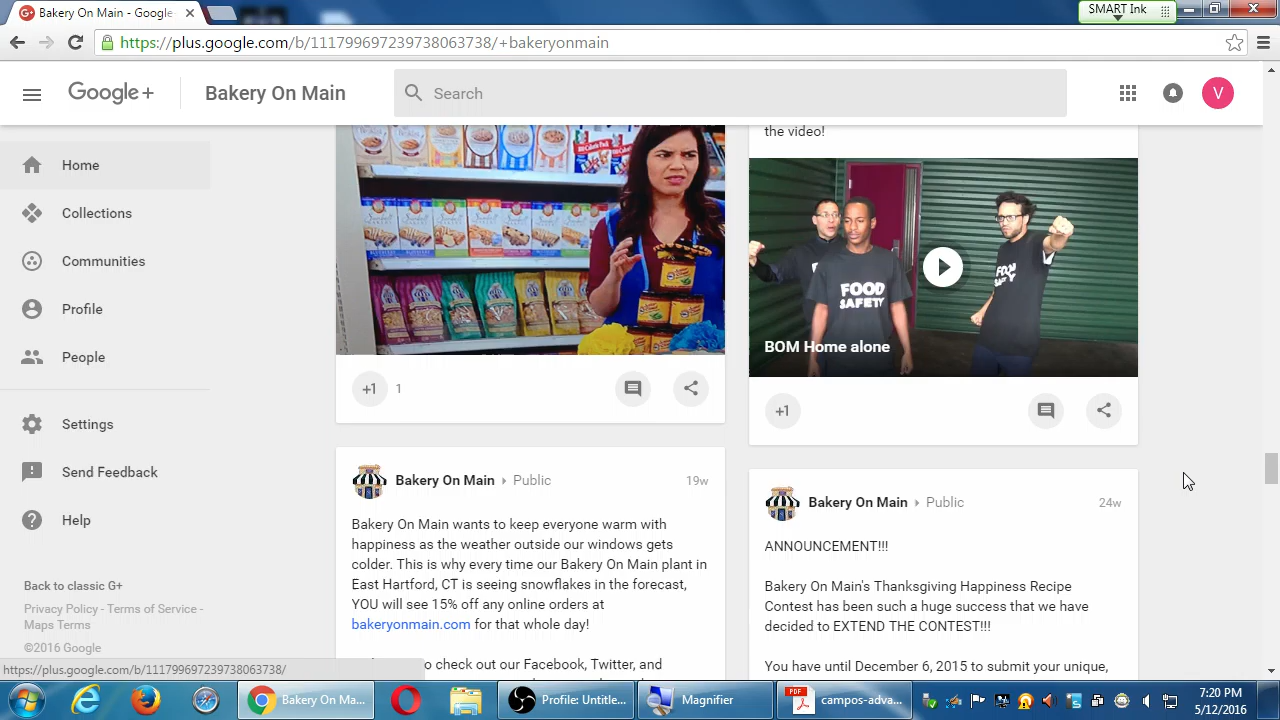 Bakery On Main - Google
SMART Ink
https://plus.google.com/b/111799697239738063738/+bakeryonmain
Google+
Bakery On Main
Search
V
Home
Collections
Communities
Profile
People
Settings
Send Feedback
Help
Back to classic G+
Privacy Policy - Terms of Service -
Maps Terms
©2016 Google
+1 1
Bakery On Main Public 19w
Bakery On Main wants to keep everyone warm with
happiness as the weather outside our windows gets
colder. This is why every time our Bakery On Main plant in
East Hartford, CT is seeing snowflakes in the forecast,
YOU will see 15% off any online orders at
bakeryonmain.com for that whole day!
o check out our Facebook, Twitter, and
the video!
FOOD
SAFETY
FOOD
SAFETY
BOM Home alone
+1
Bakery On Main Public 24w
ANNOUNCEMENT!!!
Bakery On Main's Thanksgiving Happiness Recipe
Contest has been such a huge success that we have
decided to EXTEND THE CONTEST!!!
You have until December 6, 2015 to submit your unique,
https://plus.google.com/b/111799697239738063738/
Bakery On Ma...
Profile: Untitle...
Magnifier
PDF
campos-adva...
7:20 PM
5/12/2016